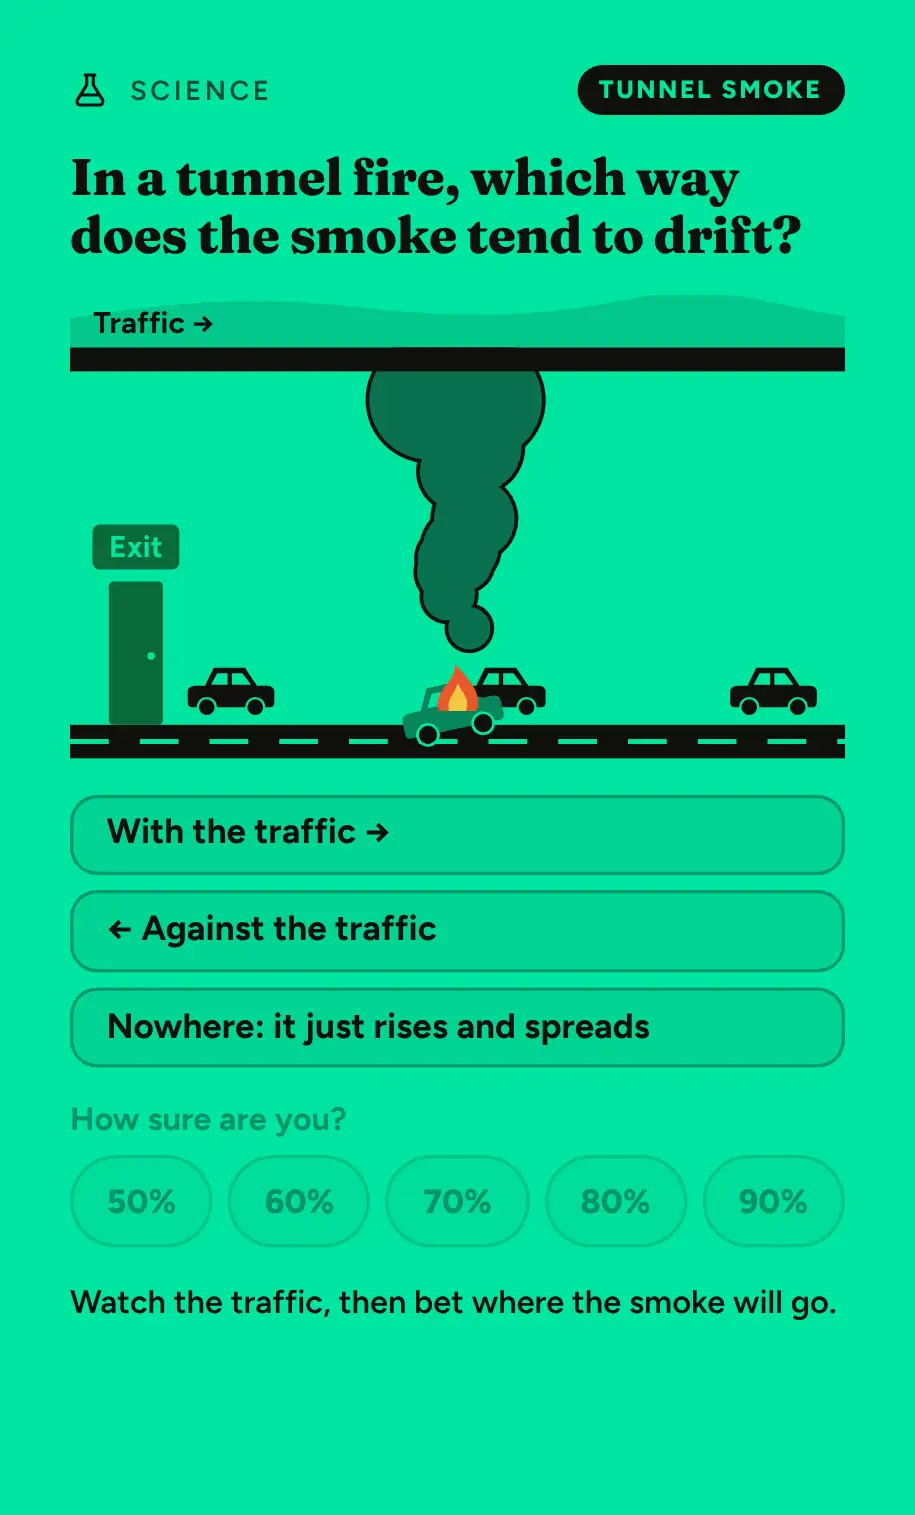 SCIENCE
TUNNEL SMOKE
In a tunnel fire, which way
does the smoke tend to drift?
Traffic →
Exit
With the traffic →
← Against the traffic
Nowhere: it just rises and spreads
How sure are you?
50% 60% 70% 80% 90%
Watch the traffic, then bet where the smoke will go.